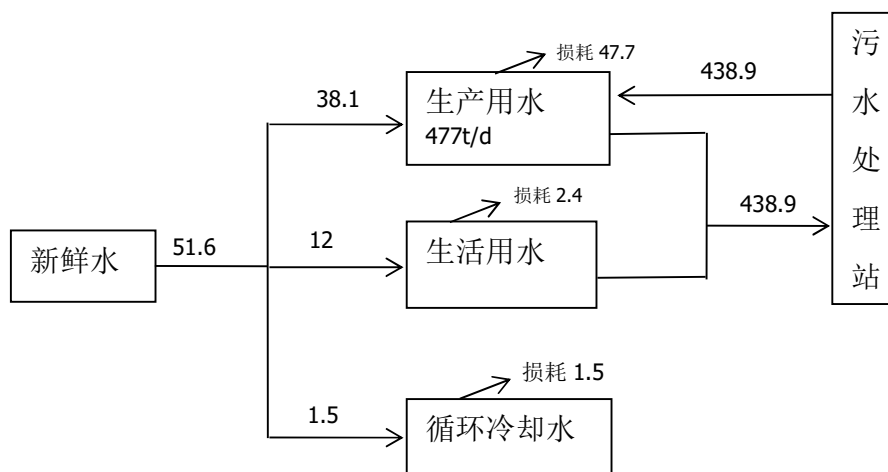 损耗 47.7
438.9
38.1
生产用水
477t/d
损耗 2.4
438.9
新鲜水
51.6
12
生活用水
损耗 1.5
1.5
循环冷却水
污
水
处
理
站